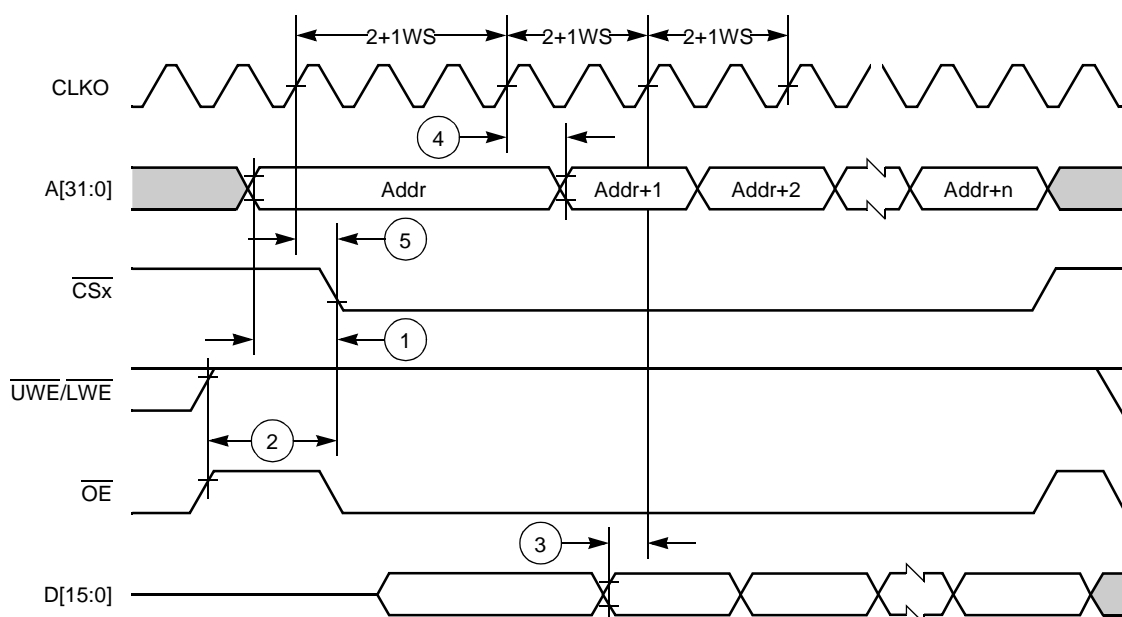 2+1WS 2+1WS 2+1WS
CLKO
4
A[31:0] Addr Addr+1 Addr+2 Addr+n
5
CSx
1
UWE/LWE
2
OE
3
D[15:0]